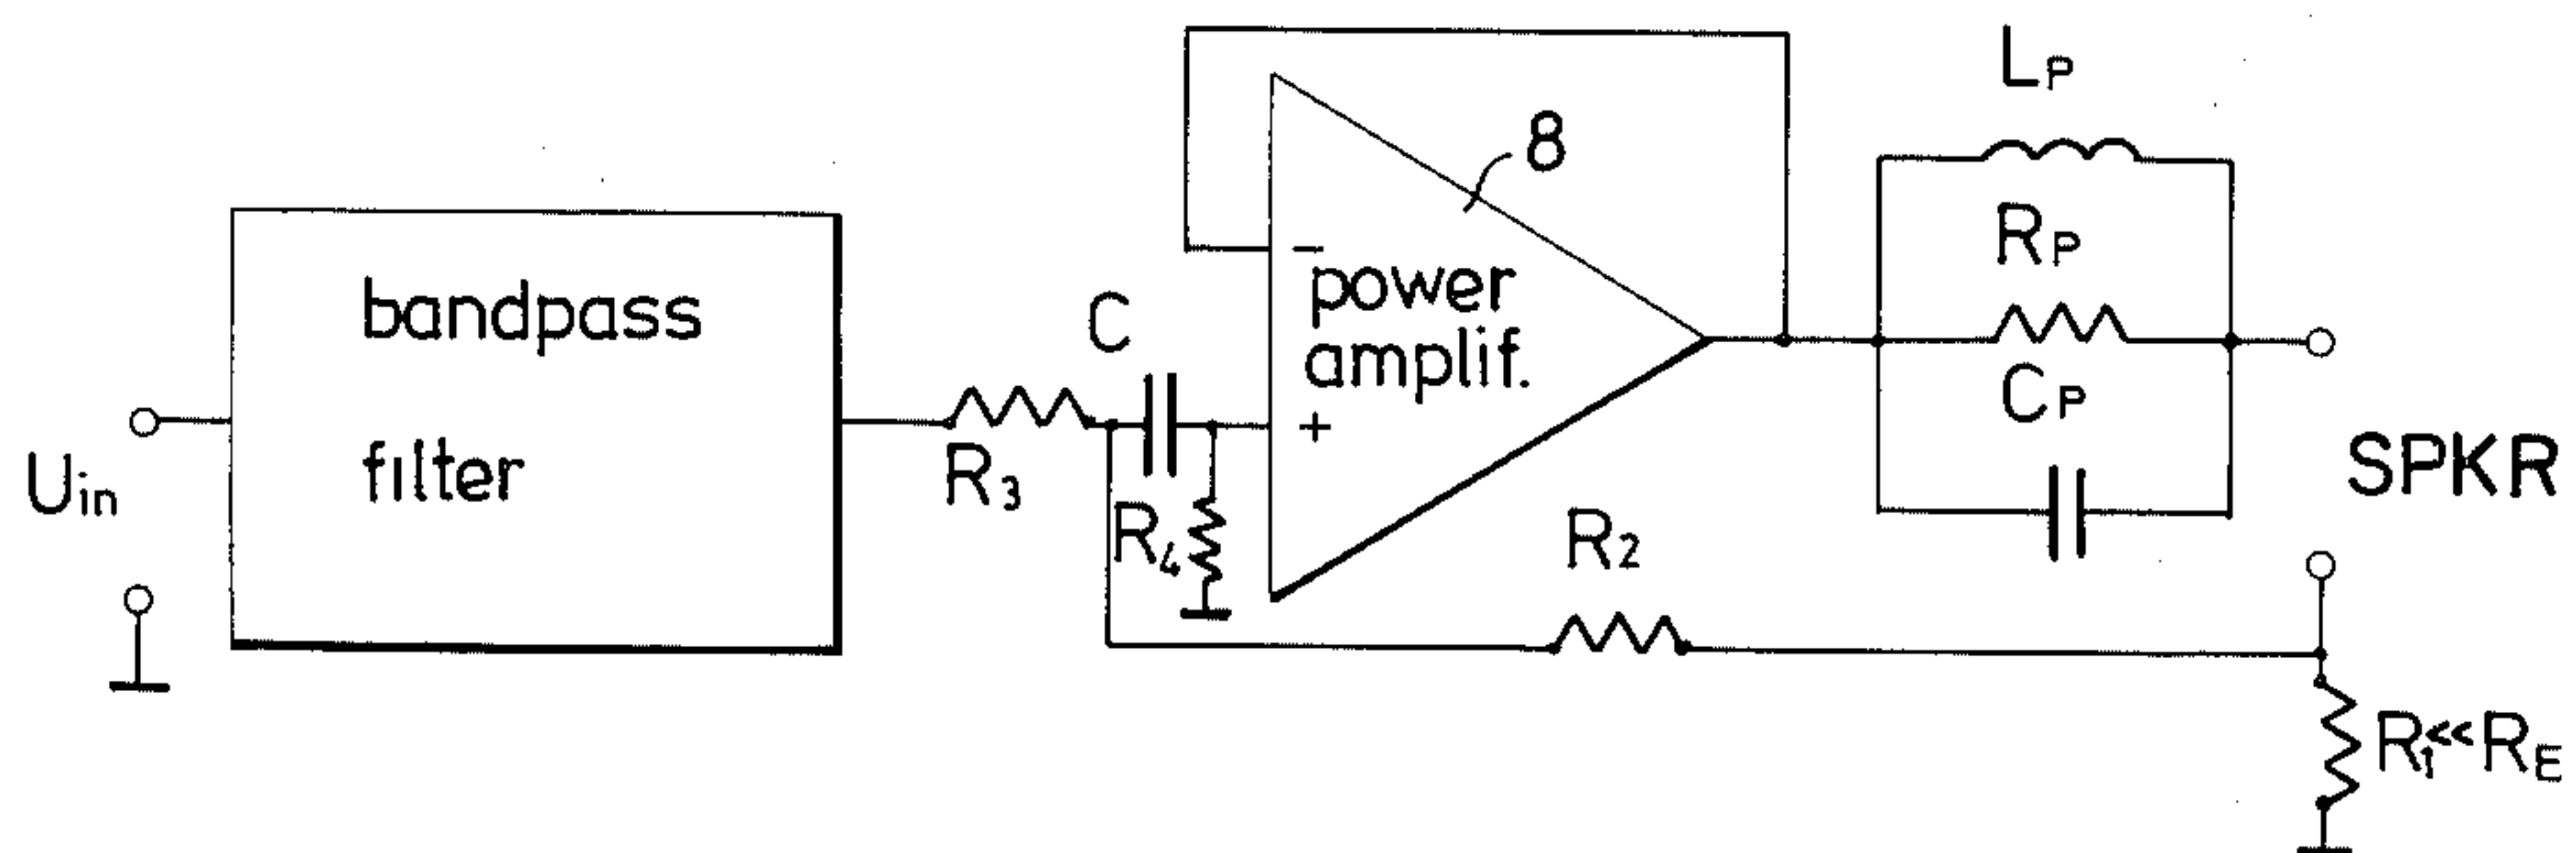 bandpass
filter
Uin
R3
C
R4
-
+
power
amplif.
8
R2
LP
RP
CP
SPKR
R1<<RE